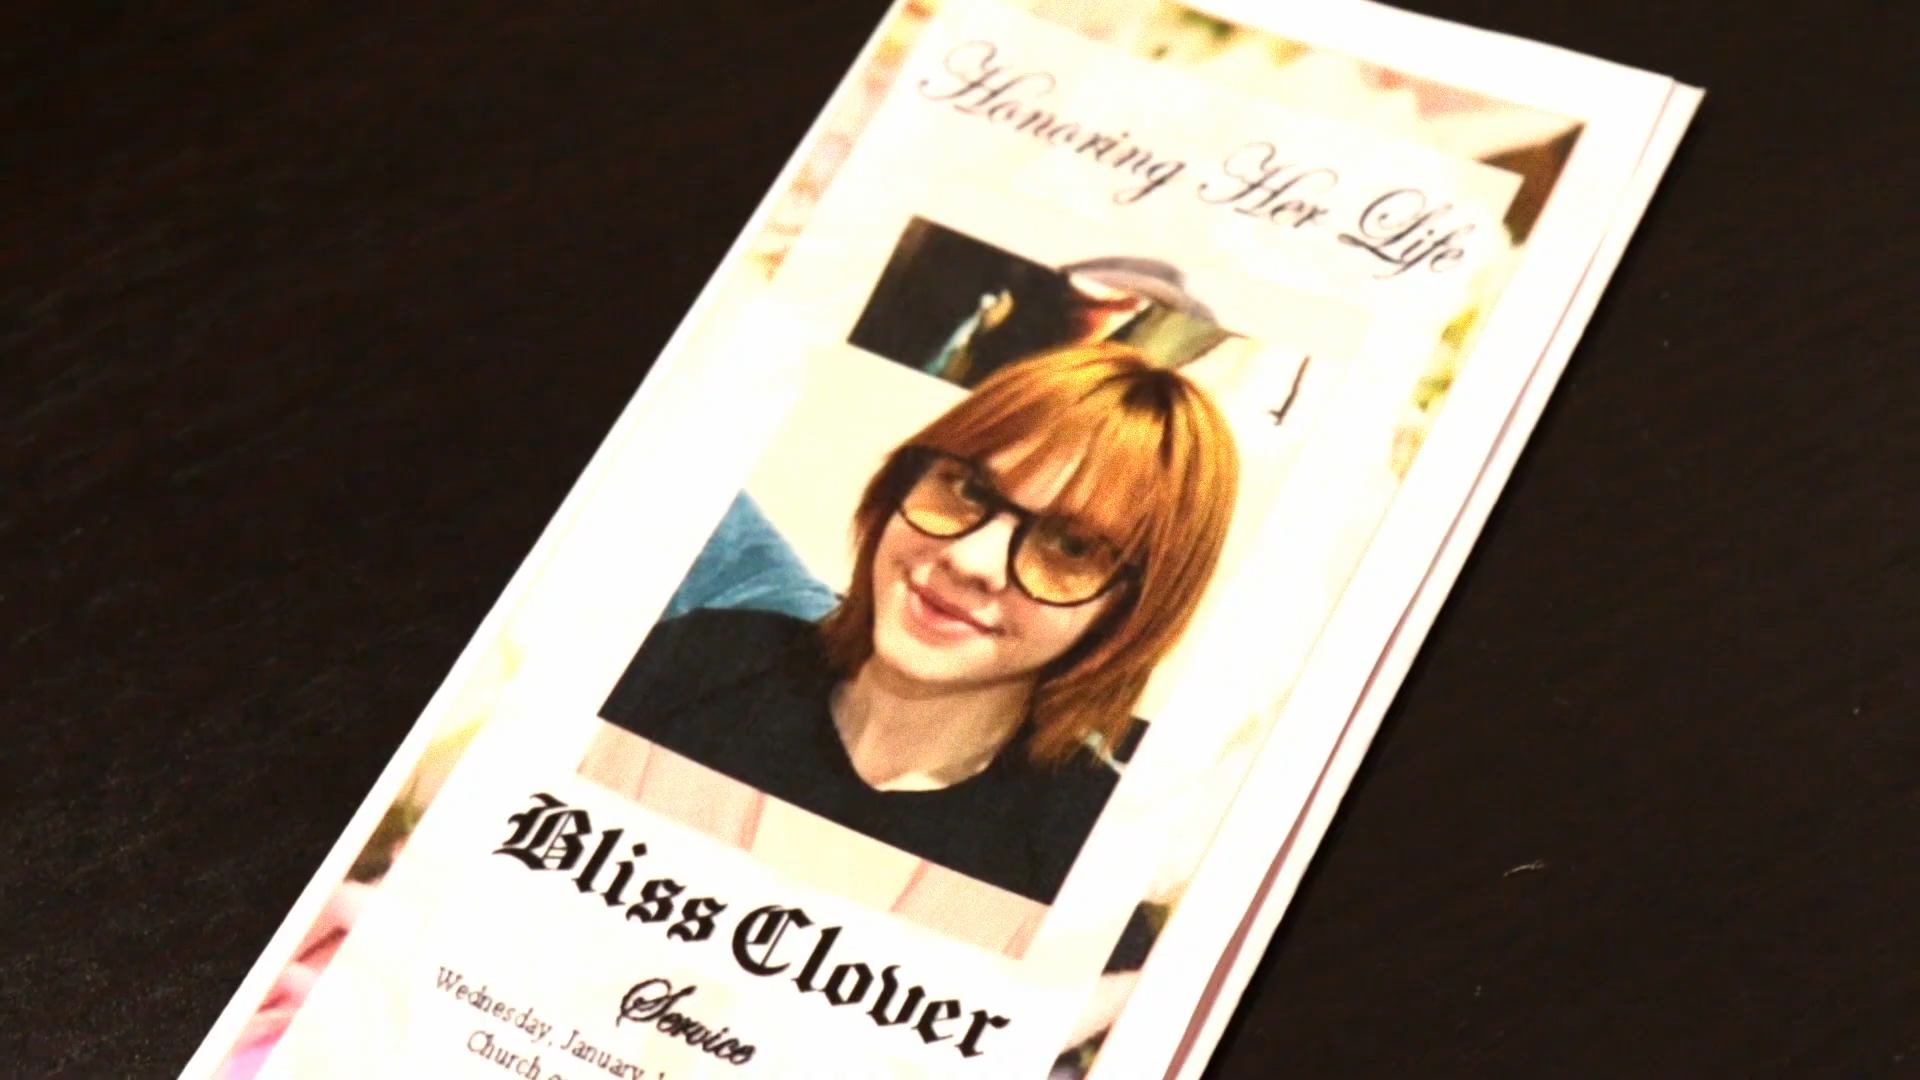 Honoring Her Life
Bliss Clover
Service
Wednesday, January
Church